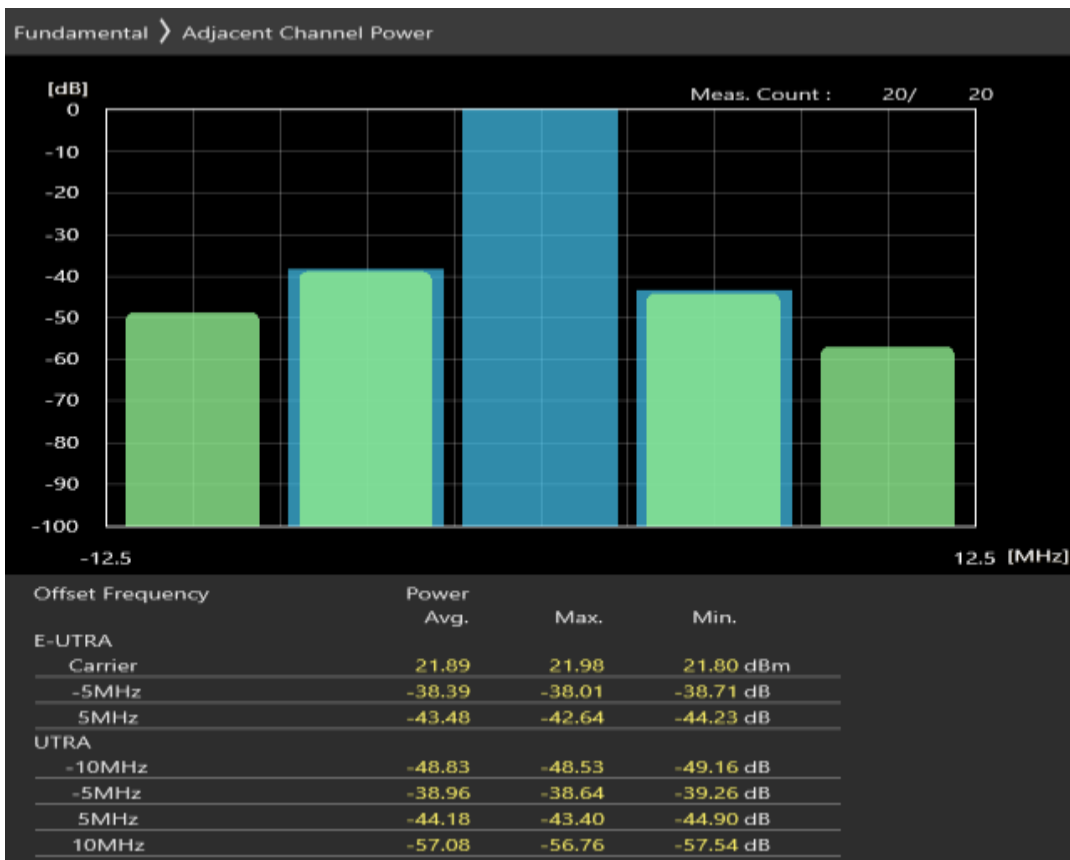 Fundamental ❯ Adjacent Channel Power
[dB]
Meas. Count : 20/ 20
0
-10
-20
-30
-40
-50
-60
-70
-80
-90
-100
-12.5 12.5 [MHz]
Offset Frequency Power
Avg. Max. Min.
E-UTRA
Carrier 21.89 21.98 21.80 dBm
-5MHz -38.39 -38.01 -38.71 dB
5MHz -43.48 -42.64 -44.23 dB
UTRA
-10MHz -48.83 -48.53 -49.16 dB
-5MHz -38.96 -38.64 -39.26 dB
5MHz -44.18 -43.40 -44.90 dB
10MHz -57.08 -56.76 -57.54 dB